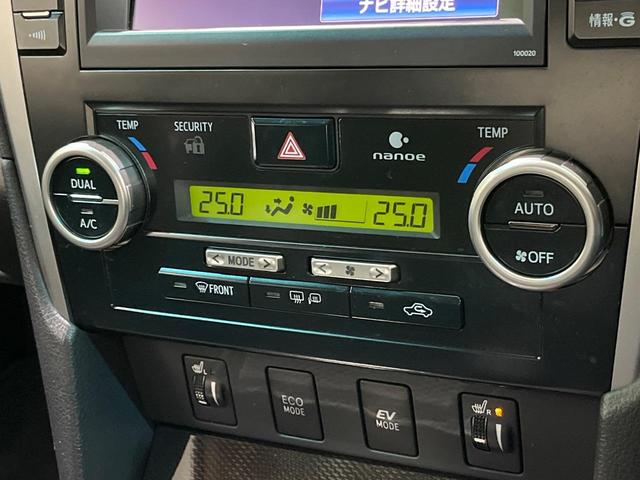 ナビ詳細設定
情報・G
100020
TEMP
SECURITY
nanoe
TEMP
DUAL
A/C
25.0
25.0
AUTO
OFF
< MODE >
< >
FRONT
L
ECO
MODE
EV
MODE
R